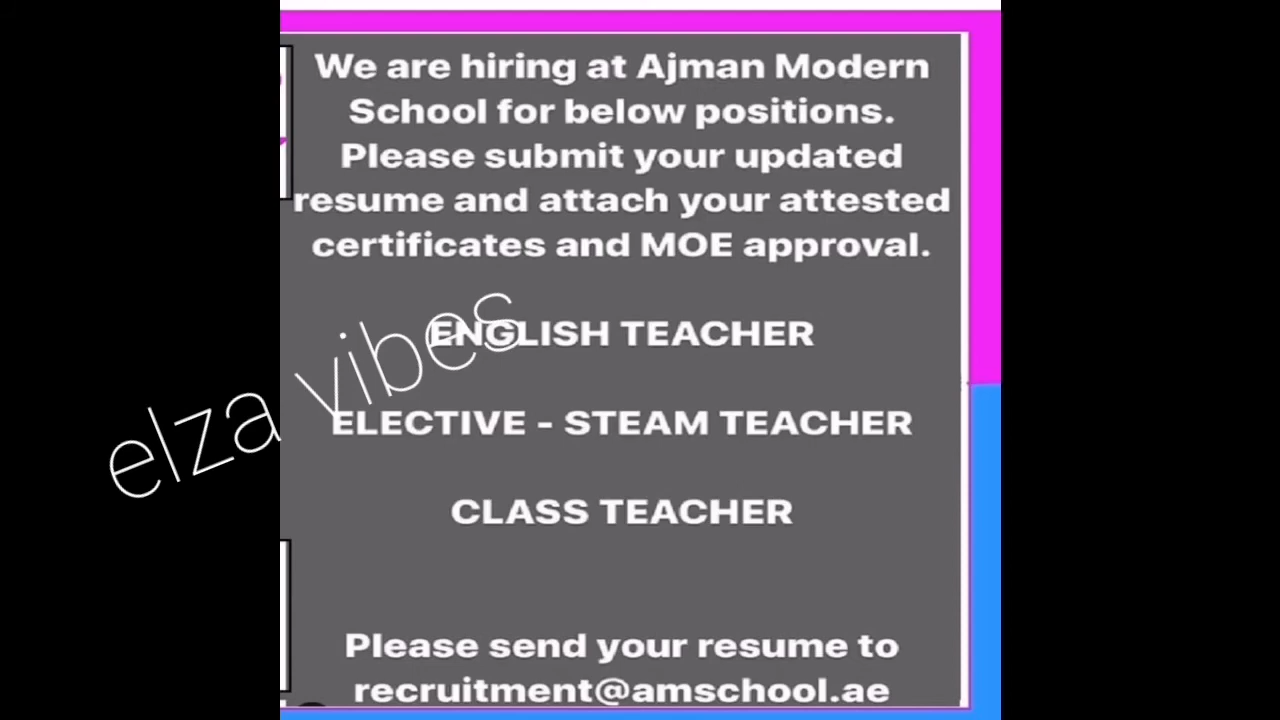 We are hiring at Ajman Modern
School for below positions.
Please submit your updated
resume and attach your attested
certificates and MOE approval.
ENGLISH TEACHER
ELECTIVE - STEAM TEACHER
CLASS TEACHER
Please send your resume to
recruitment@amschool.ae
elza vibes